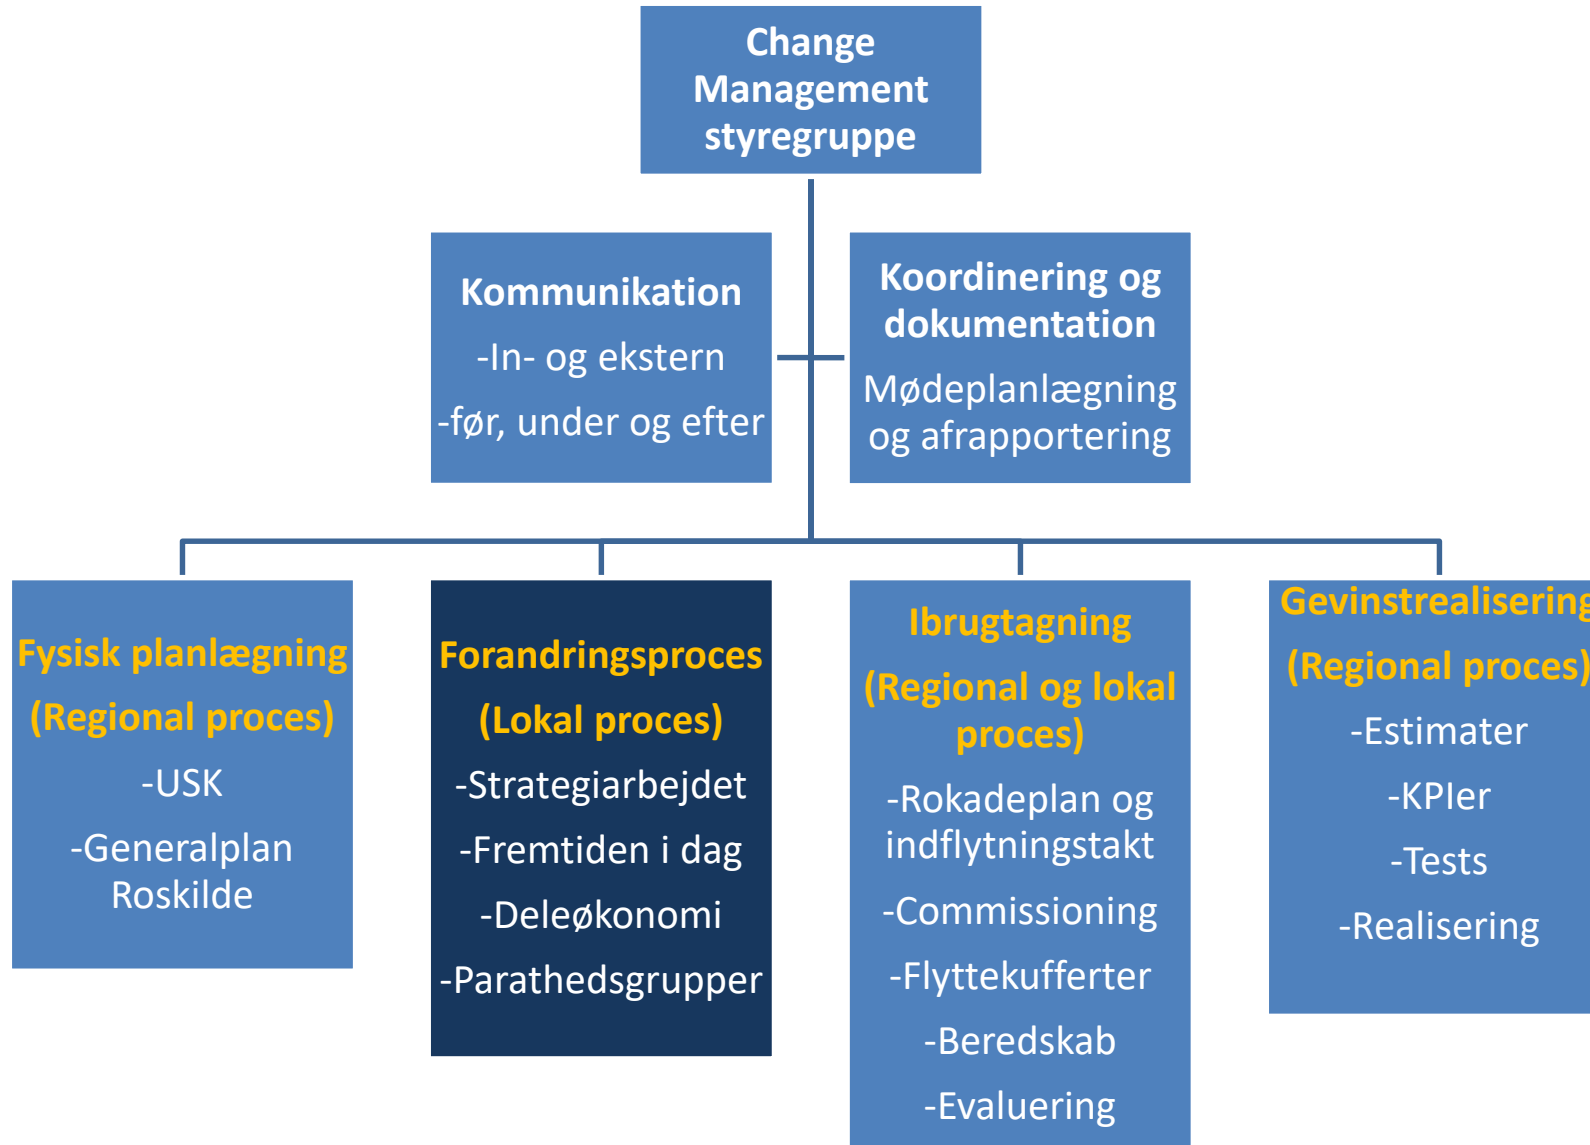 Change
Management
styregruppe
Kommunikation
-In- og ekstern
-før, under og efter
Koordinering og
dokumentation
Mødeplanlægning
og afrapportering
Fysisk planlægning
(Regional proces)
-USK
-Generalplan
Roskilde
Forandringsproces
(Lokal proces)
-Strategiarbejdet
-Fremtiden i dag
-Deleøkonomi
-Parathedsgrupper
Ibrugtagning
(Regional og lokal
proces)
-Rokadeplan og
indflytningstakt
-Commissioning
-Flyttekufferter
-Beredskab
-Evaluering
Gevinstrealisering
(Regional proces)
-Estimater
-KPIer
-Tests
-Realisering